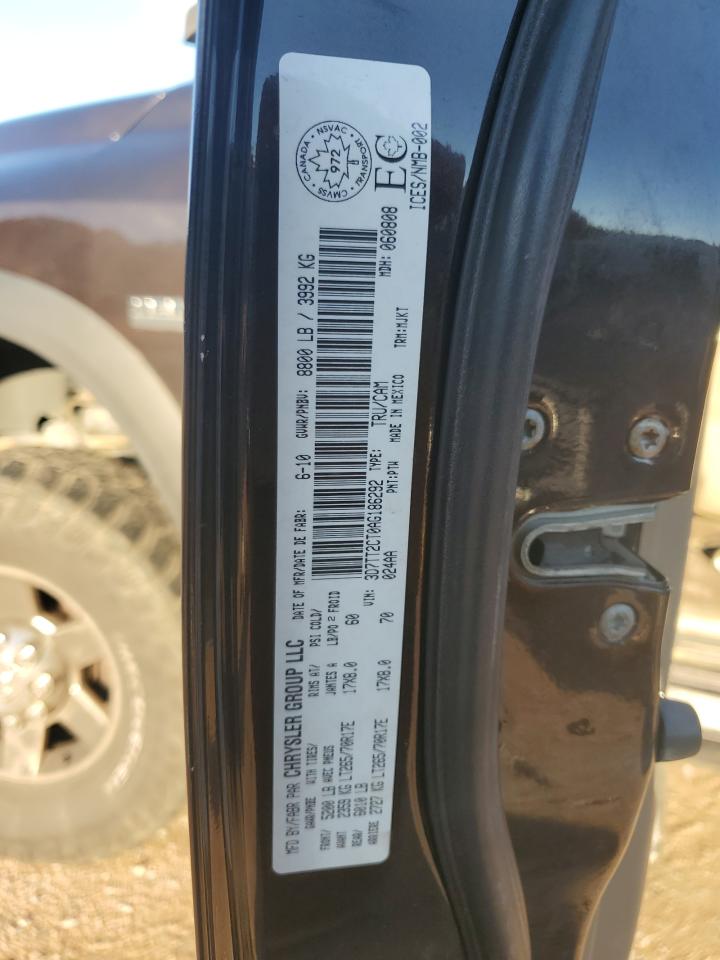 MFD BY/FABR PAR CHRYSLER GROUP LLC DATE OF MFR/DATE DE FABR: 6-10 GVWR/PNBV: 8800 LB / 3992 KG
GAWR/PNBE WITH TIRES/ RIMS AT/ PSI COLD/
FRONT/ 5200 LB AVEC PNEUS JANTES A LB/PO² FROID
AVANT 2359 KG LT265/70R17E 17X8.0 60
REAR/ 6010 LB
ARRIERE 2727 KG LT265/70R17E 17X8.0 70
VIN: 3D7TT2CT0AG186292 TYPE: TRU/CAM MDH: 060808
024AA PNT:PTW MADE IN MEXICO TRM:MJKT
CANADA • NSVAC • TRANSPORT • CMVSS
972
EC
ICES/NMB-002